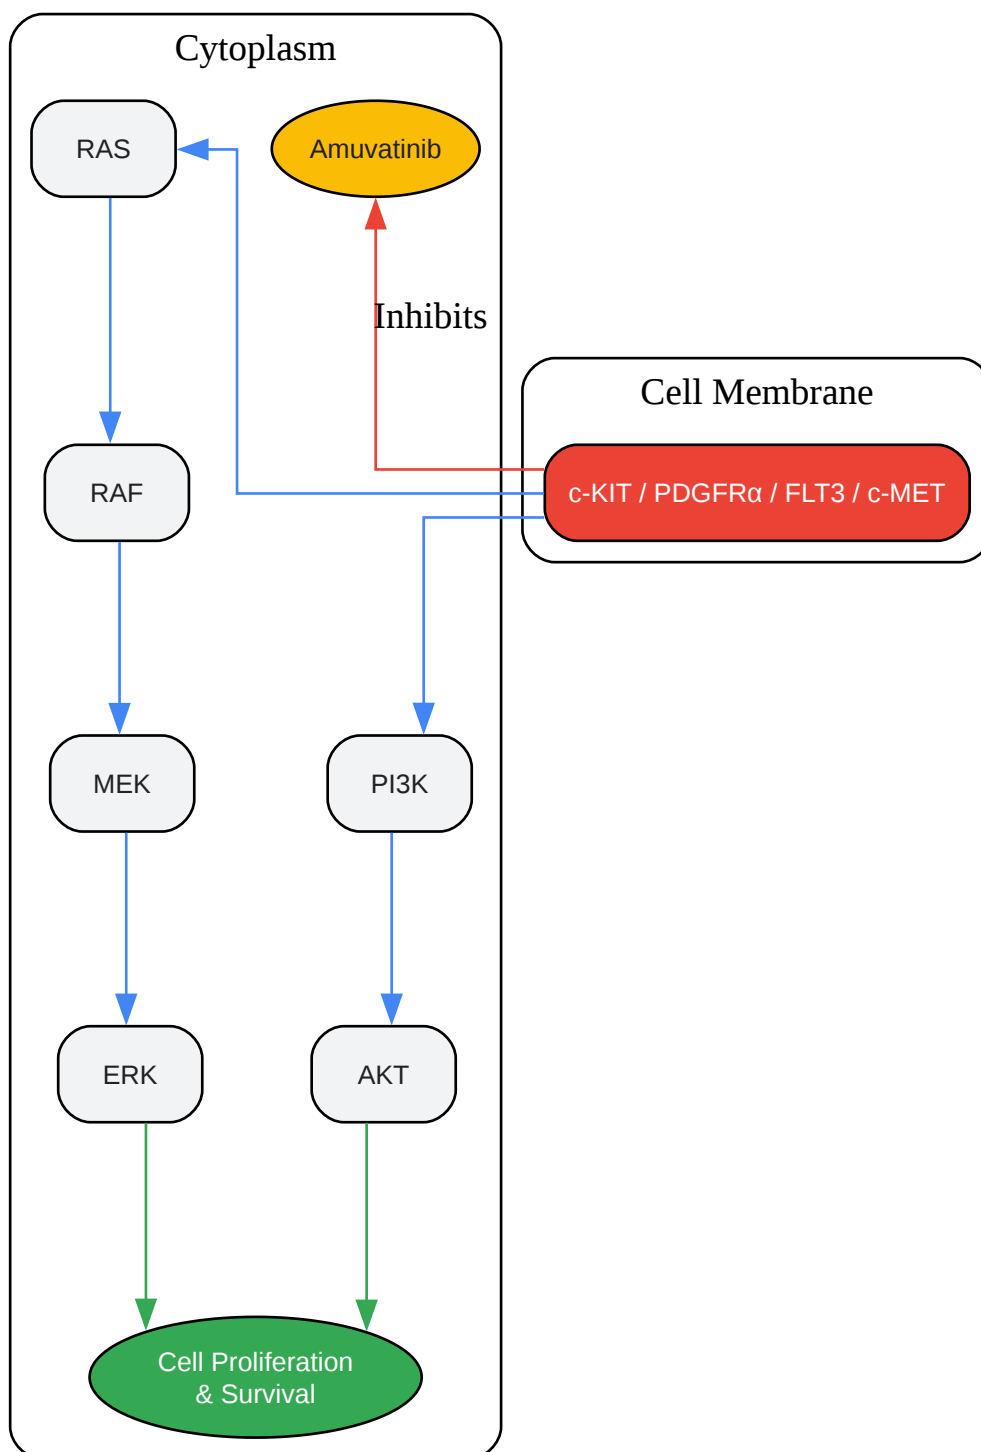 Cytoplasm
RAS
Amuvatinib
Inhibits
Cell Membrane
c-KIT / PDGFRα / FLT3 / c-MET
RAF
MEK
PI3K
ERK
AKT
Cell Proliferation
& Survival